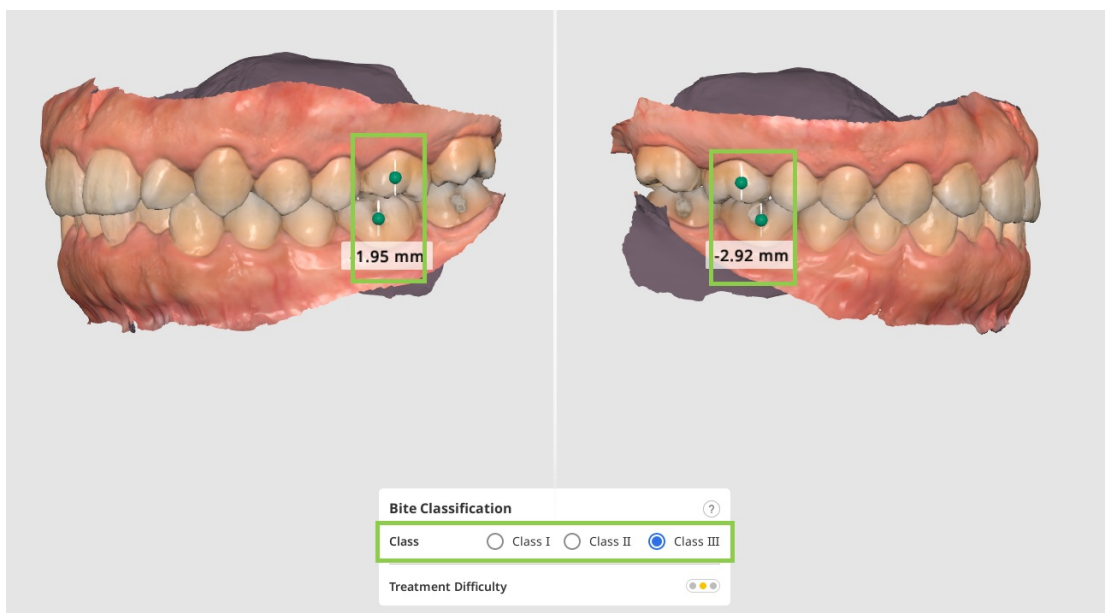 -1.95 mm
-2.92 mm
Bite Classification ?
Class Class I Class II Class III
Treatment Difficulty